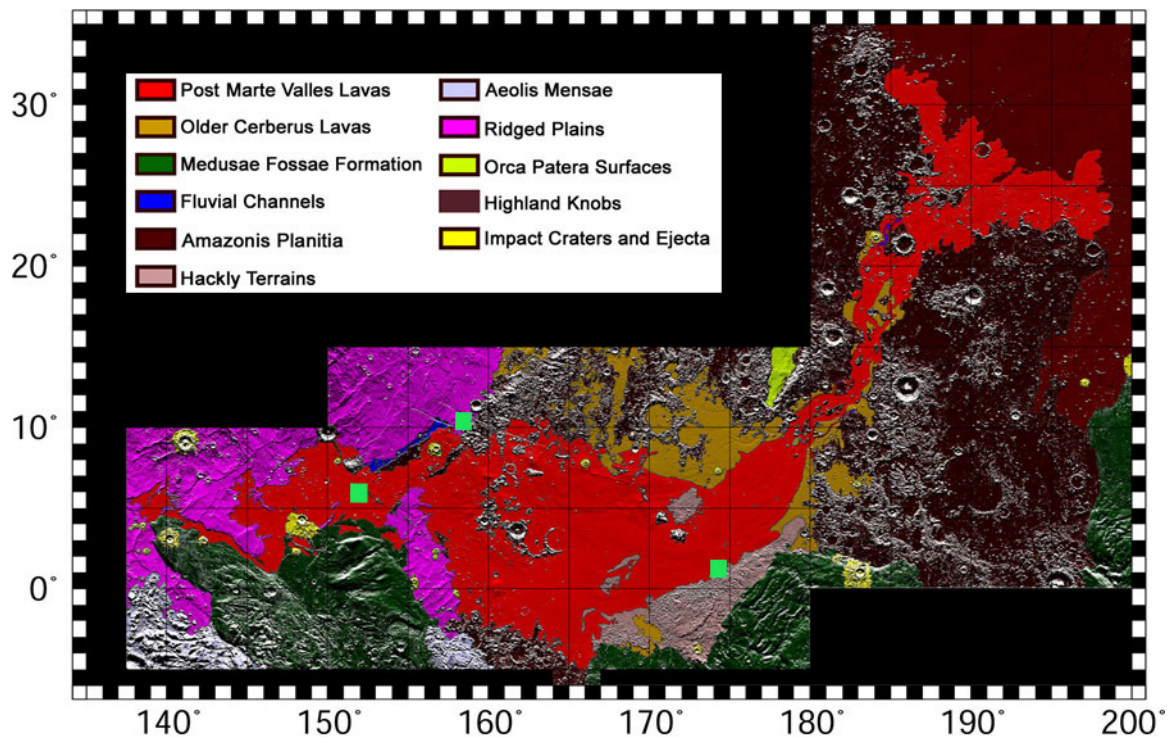 Post Marte Valles Lavas
Older Cerberus Lavas
Medusae Fossae Formation
Fluvial Channels
Amazonis Planitia
Hackly Terrains
Aeolis Mensae
Ridged Plains
Orca Patera Surfaces
Highland Knobs
Impact Craters and Ejecta
30°
20°
10°
0°
140° 150° 160° 170° 180° 190° 200°